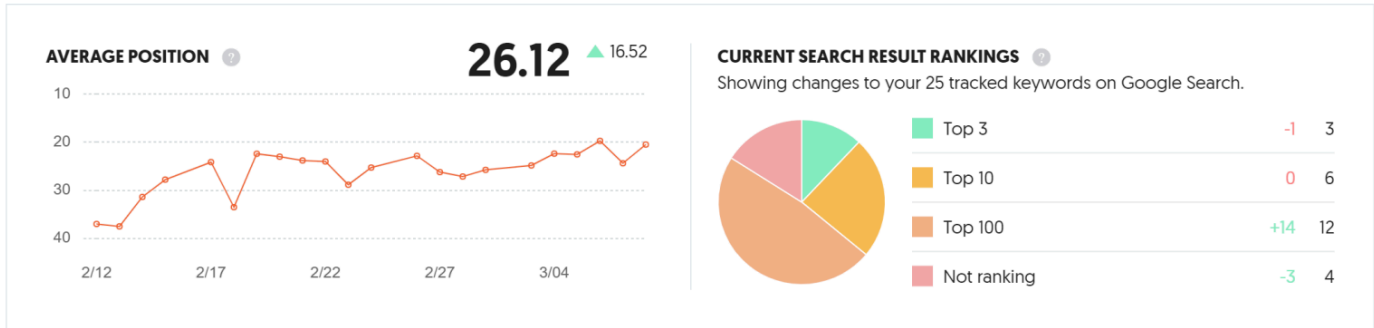 AVERAGE POSITION ?
26.12 ▲ 16.52
10
20
30
40
2/12 2/17 2/22 2/27 3/04
CURRENT SEARCH RESULT RANKINGS ?
Showing changes to your 25 tracked keywords on Google Search.
Top 3 -1 3
Top 10 0 6
Top 100 +14 12
Not ranking -3 4